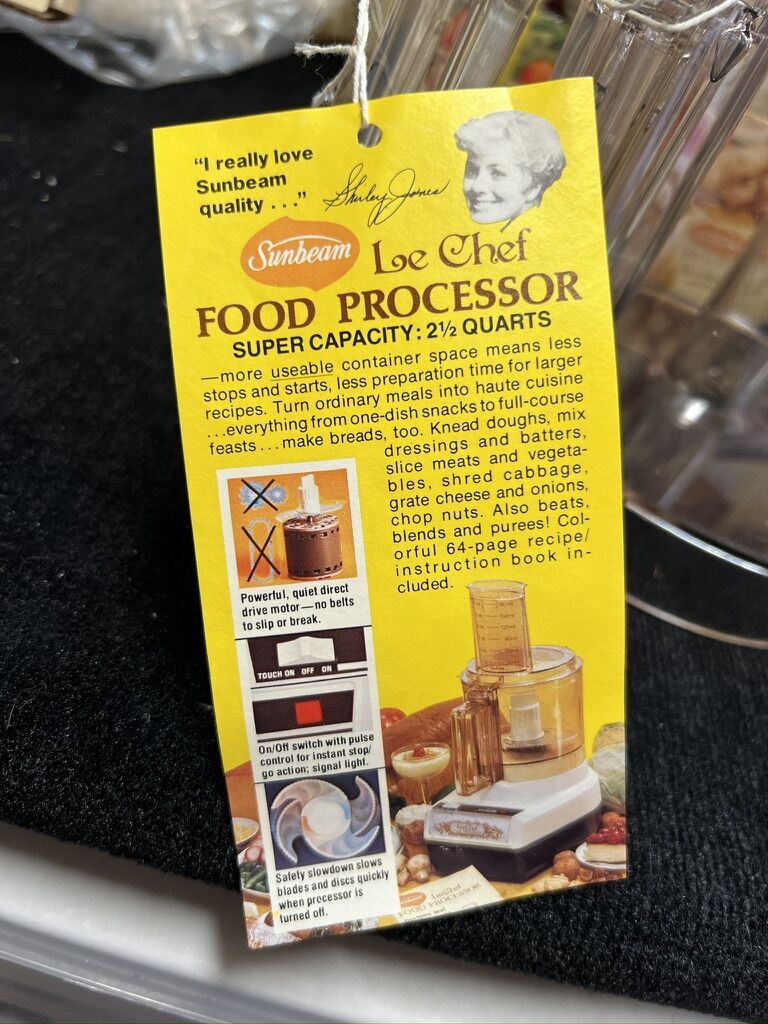 “I really love
Sunbeam
quality . . .”
Shirley Jones
Sunbeam Le Chef
FOOD PROCESSOR
SUPER CAPACITY: 2½ QUARTS
—more useable container space means less
stops and starts, less preparation time for larger
recipes. Turn ordinary meals into haute cuisine
...everything from one-dish snacks to full-course
feasts...make breads, too. Knead doughs, mix
dressings and batters,
slice meats and vegeta-
bles, shred cabbage,
grate cheese and onions,
chop nuts. Also beats,
blends and purees! Col-
orful 64-page recipe/
instruction book in-
cluded.
Powerful, quiet direct
drive motor—no belts
to slip or break.
TOUCH ON OFF ON
On/Off switch with pulse
control for instant stop/
go action; signal light.
Safety slowdown slows
blades and discs quickly
when processor is
turned off.
Le Chef
Sunbeam Le Chef
FOOD PROCESSOR